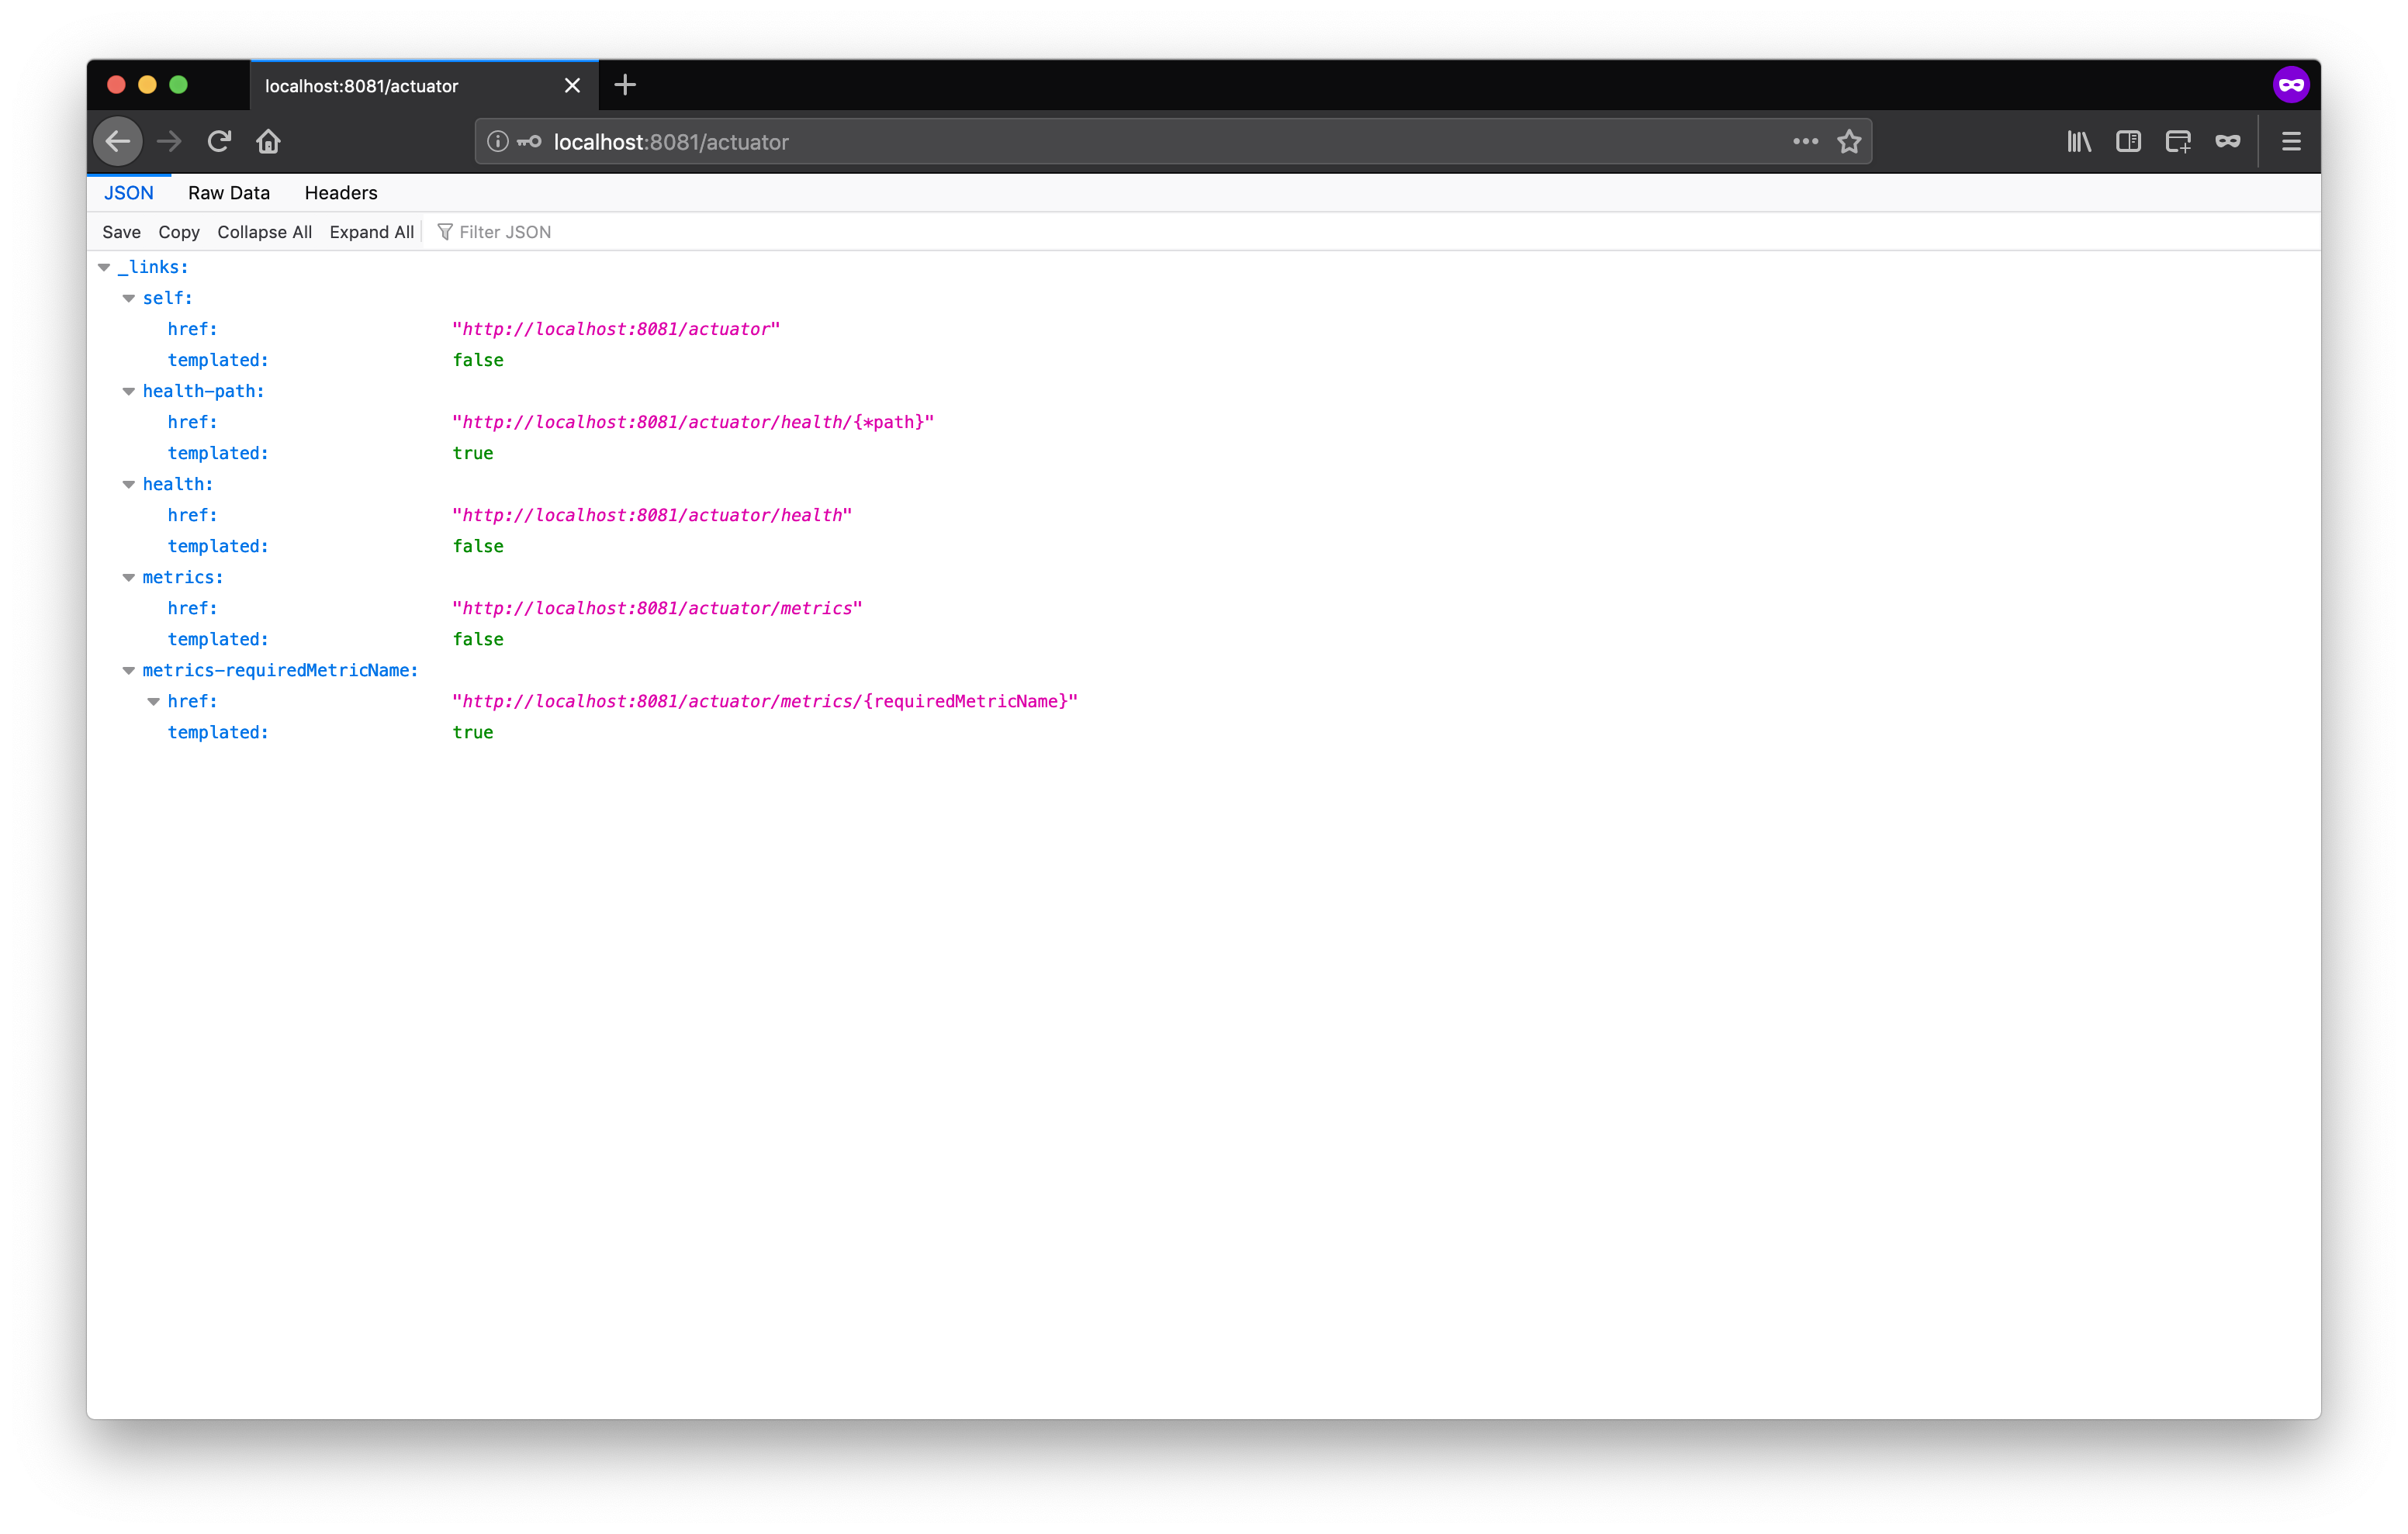 localhost:8081/actuator
localhost:8081/actuator
JSON Raw Data Headers
Save Copy Collapse All Expand All Filter JSON
_links:
self:
href: "http://localhost:8081/actuator"
templated: false
health-path:
href: "http://localhost:8081/actuator/health/{*path}"
templated: true
health:
href: "http://localhost:8081/actuator/health"
templated: false
metrics:
href: "http://localhost:8081/actuator/metrics"
templated: false
metrics-requiredMetricName:
href: "http://localhost:8081/actuator/metrics/{requiredMetricName}"
templated: true